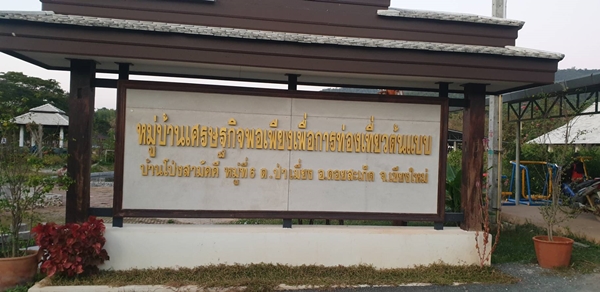 หมู่บ้านเศรษฐกิจพอเพียงเพื่อการท่องเที่ยวต้นแบบ
บ้านโป่งสามัคคี หมู่ที่ 6 ต.ป่าเมี่ยง อ.ดอยสะเก็ด จ.เชียงใหม่